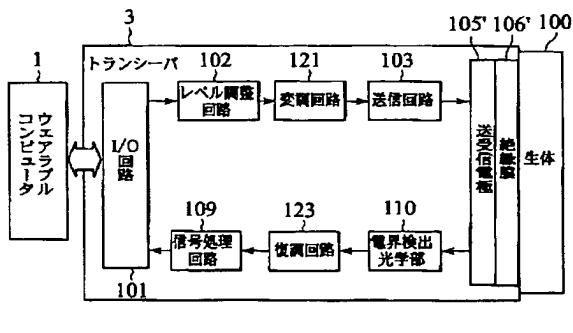 3
105' 106' 100
1
トランシーバ
102
121
103
ウェアラブル
コンピュータ
I/O
回路
レベル調整
回路
変調回路
送信回路
送受信電極
絶縁膜
生体
109
123
110
信号処理
回路
復調回路
電界検出
光学部
101